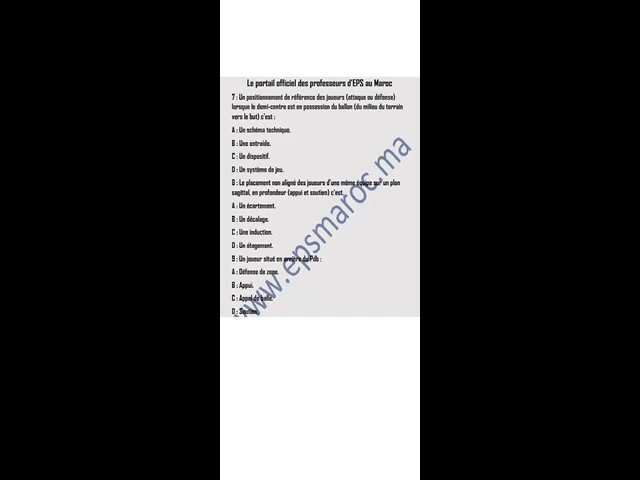 Le portail officiel des professeurs d'EPS au Maroc
7 : Un positionnement de référence des joueurs (attaque ou défense)
lorsque le demi-centre est en possession du ballon (du milieu du terrain
vers le but) c'est :
A : Un schéma technique.
B : Une entraide.
C : Un dispositif.
D : Un système de jeu.
8 : Le placement non aligné des joueurs d'une même équipe sur un plan
sagittal, en profondeur (appui et soutien) c'est
A : Un écartement.
B : Un décalage.
C : Une induction.
D : Un étagement.
9 : Un joueur situé en arrière du Pdb :
A : Défense de zone.
B : Appui.
C : Appel de balle.
D : Soutien.
www.epsmaroc.ma